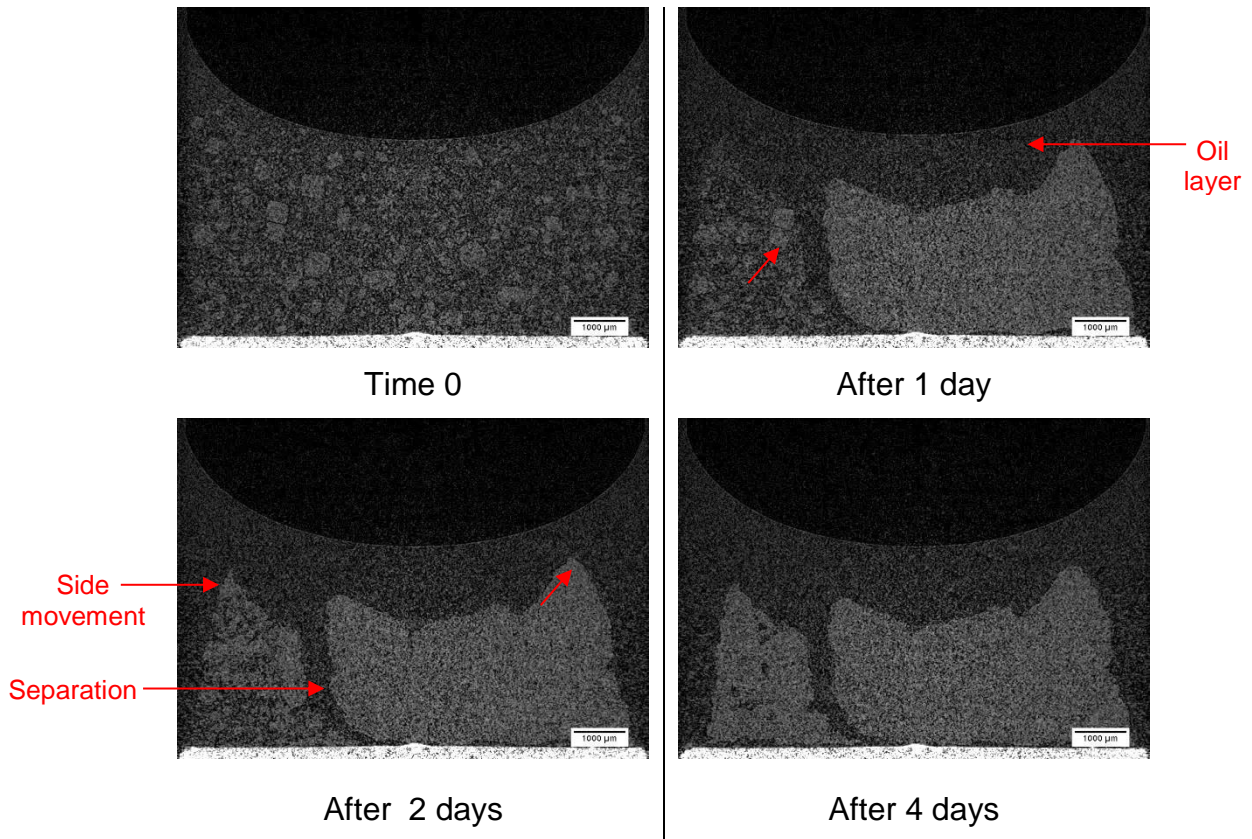 1000 μm
1000 μm
Oil
layer
Time 0
After 1 day
Side
movement
Separation
1000 μm
1000 μm
After 2 days
After 4 days